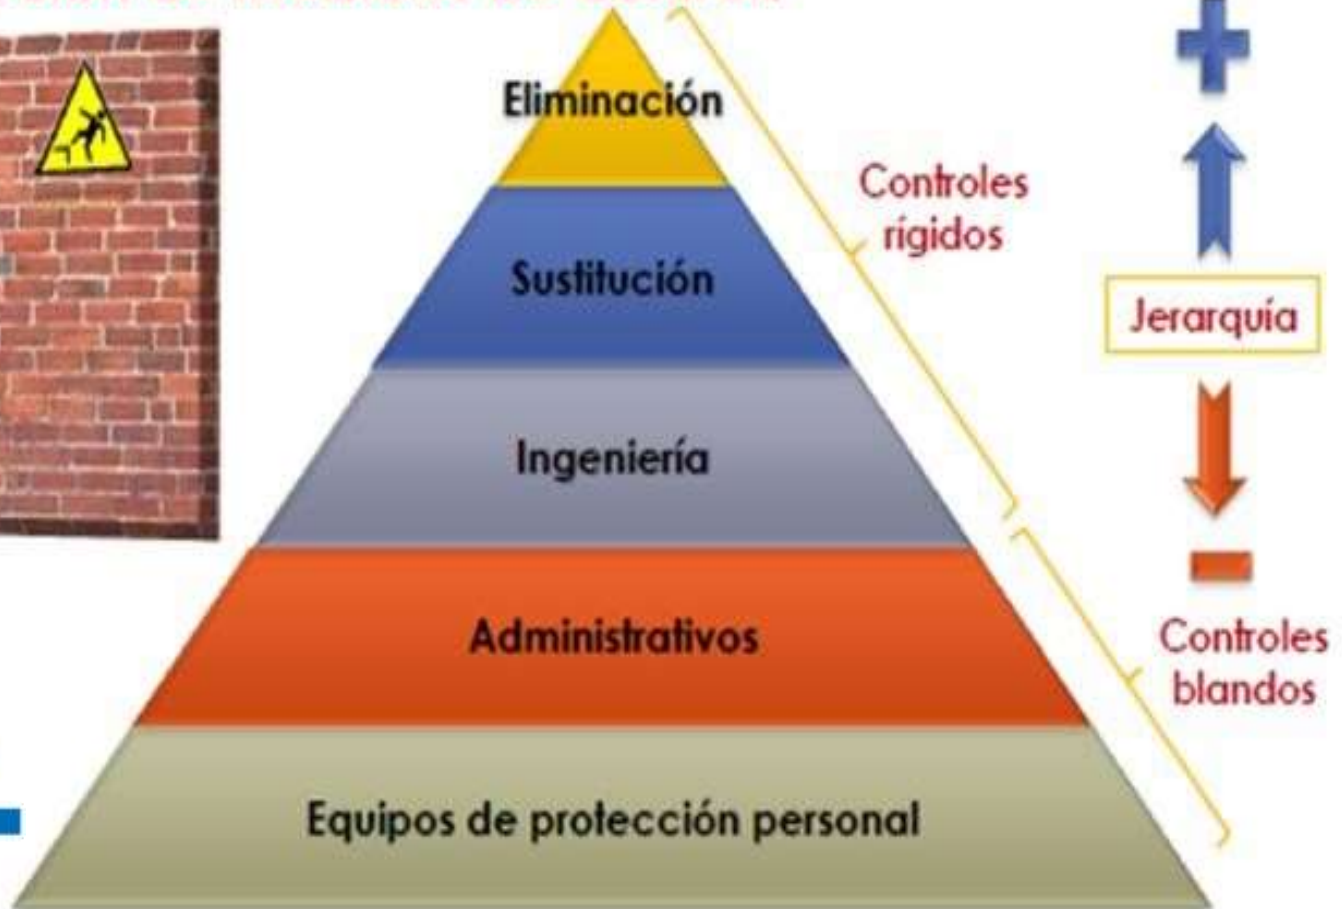 Eliminación
Controles
rígidos
Sustitución
Jerarquía
Ingeniería
Administrativos
Controles
blandos
Equipos de protección personal